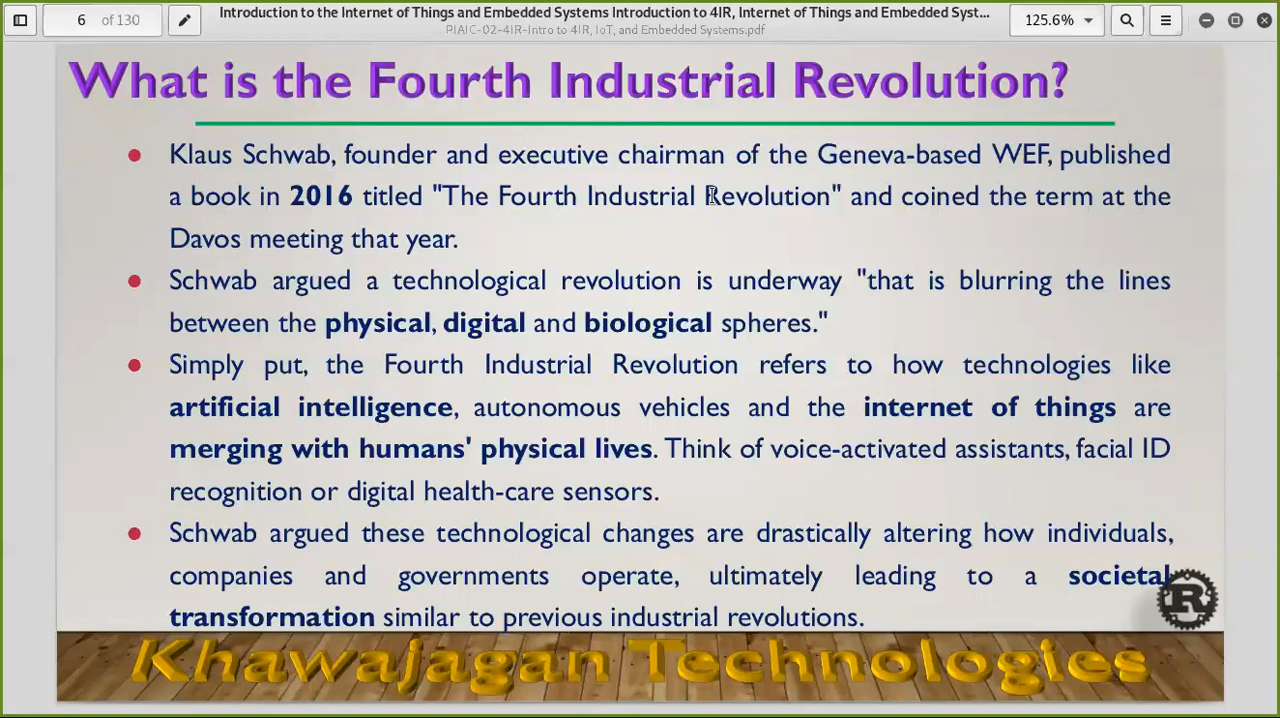 6 of 130
Introduction to the Internet of Things and Embedded Systems Introduction to 4IR, Internet of Things and Embedded Syst...
PIAIC-02-4IR-Intro to 4IR, IoT, and Embedded Systems.pdf
125.6%
What is the Fourth Industrial Revolution?
Klaus Schwab, founder and executive chairman of the Geneva-based WEF, published
a book in 2016 titled "The Fourth Industrial Revolution" and coined the term at the
Davos meeting that year.
Schwab argued a technological revolution is underway "that is blurring the lines
between the physical, digital and biological spheres."
Simply put, the Fourth Industrial Revolution refers to how technologies like
artificial intelligence, autonomous vehicles and the internet of things are
merging with humans' physical lives. Think of voice-activated assistants, facial ID
recognition or digital health-care sensors.
Schwab argued these technological changes are drastically altering how individuals,
companies and governments operate, ultimately leading to a societal
transformation similar to previous industrial revolutions.
R
Khawajagan Technologies